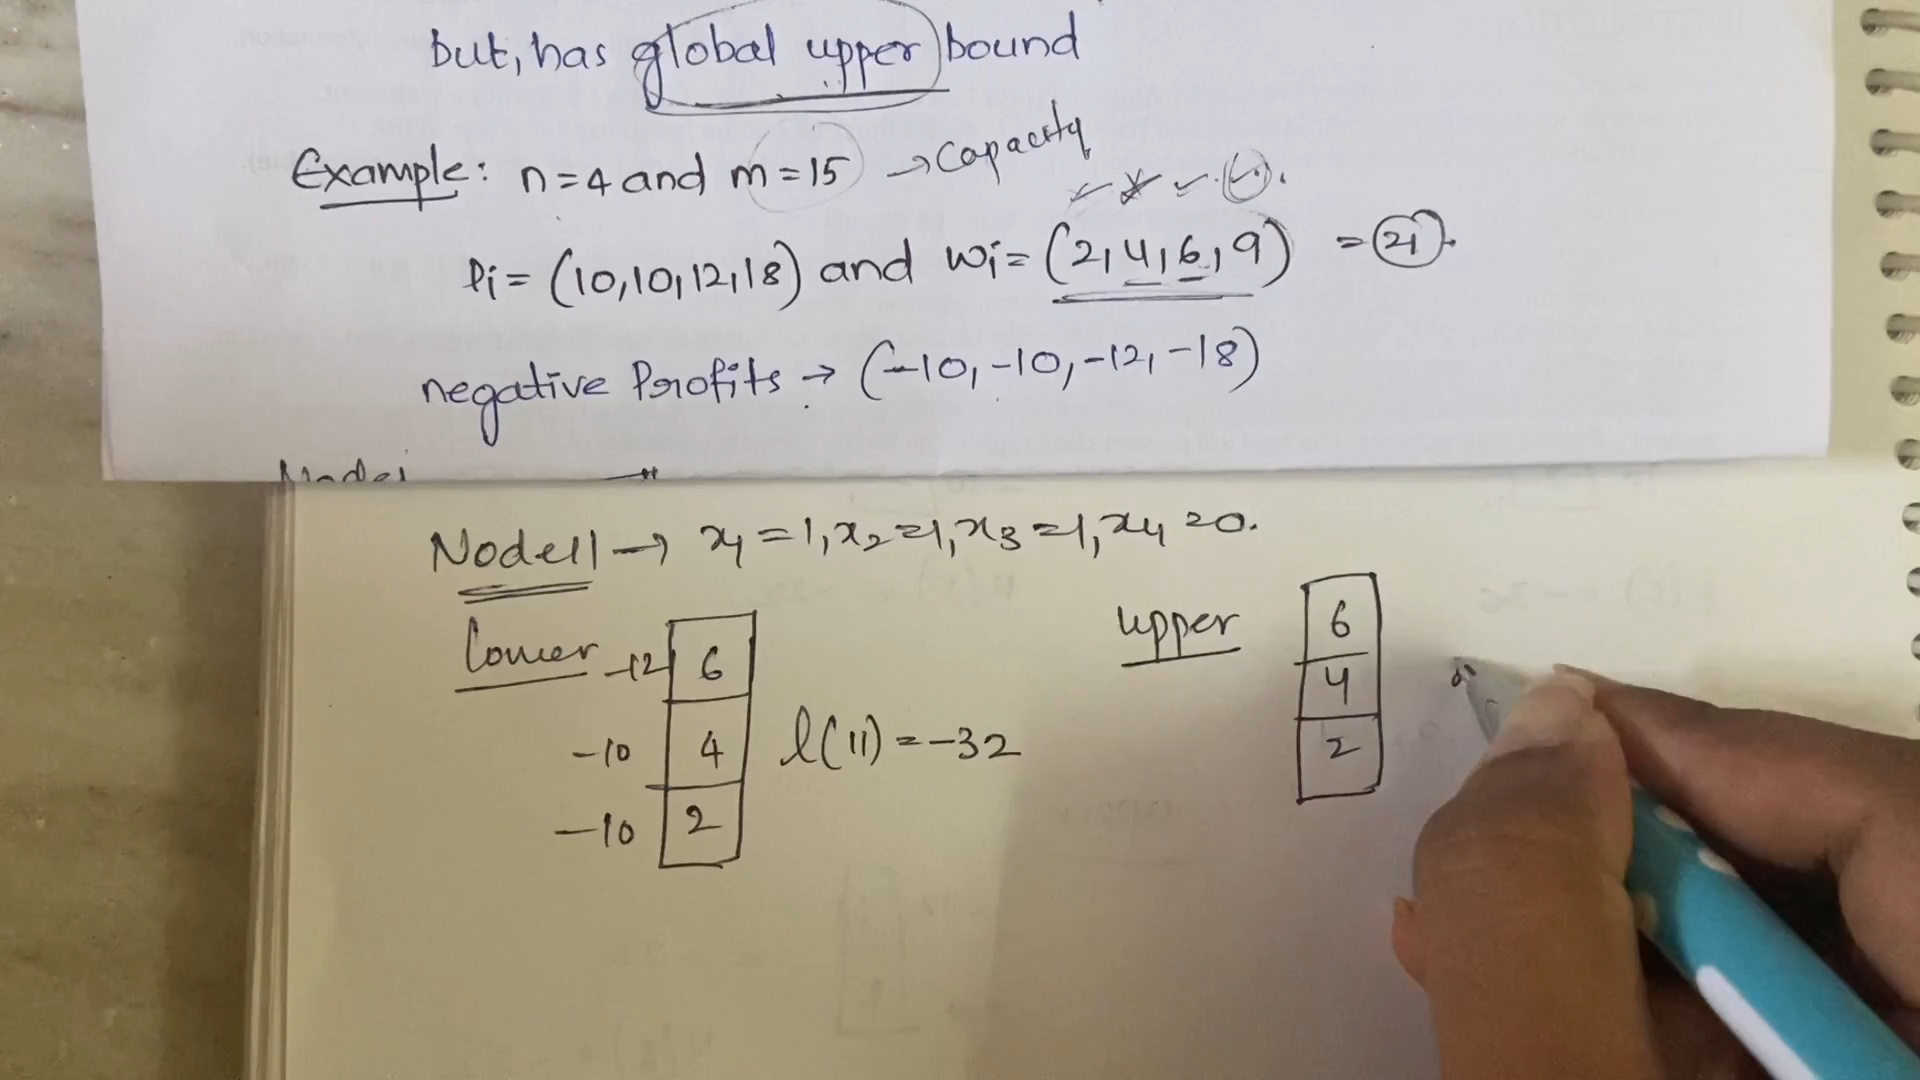 but, has global upper bound
Example: n=4 and m=15 → Capacity
Pi = (10,10,12,18) and wi = (2,4,6,9) = 21.
negative Profits → (-10,-10,-12,-18)
Node11 → x1=1, x2=1, x3=1, x4=0.
Lower
-12 6
-10 4
-10 2
l(11) = -32
Upper
6
4
2